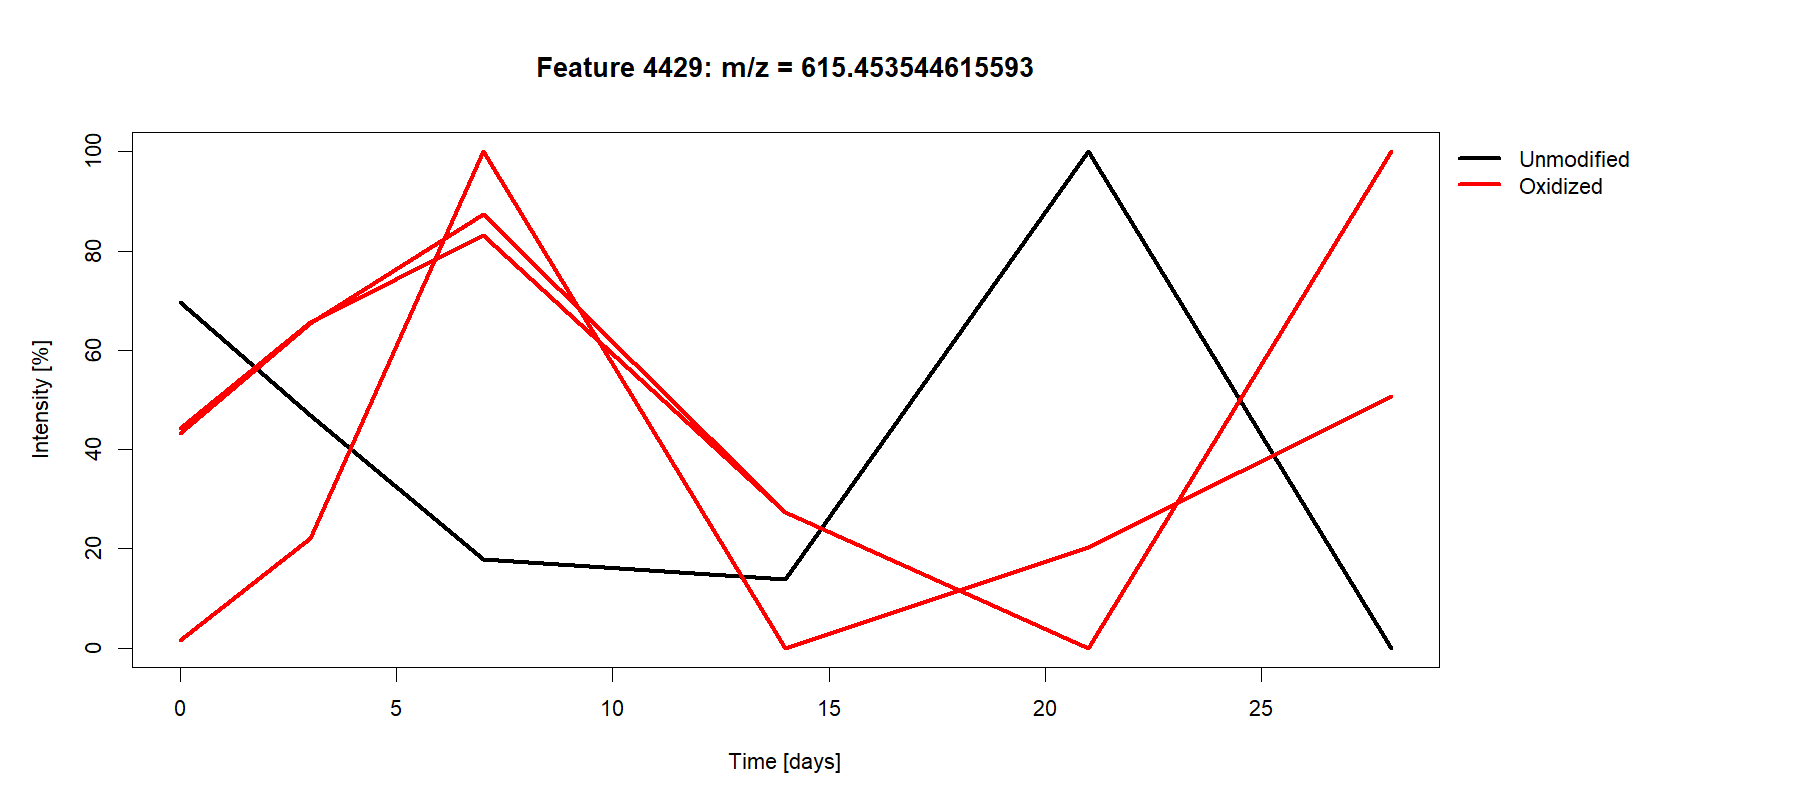 Feature 4429: m/z = 615.453544615593
Unmodified
Oxidized
Intensity [%]
100
80
60
40
20
0
0 5 10 15 20 25
Time [days]